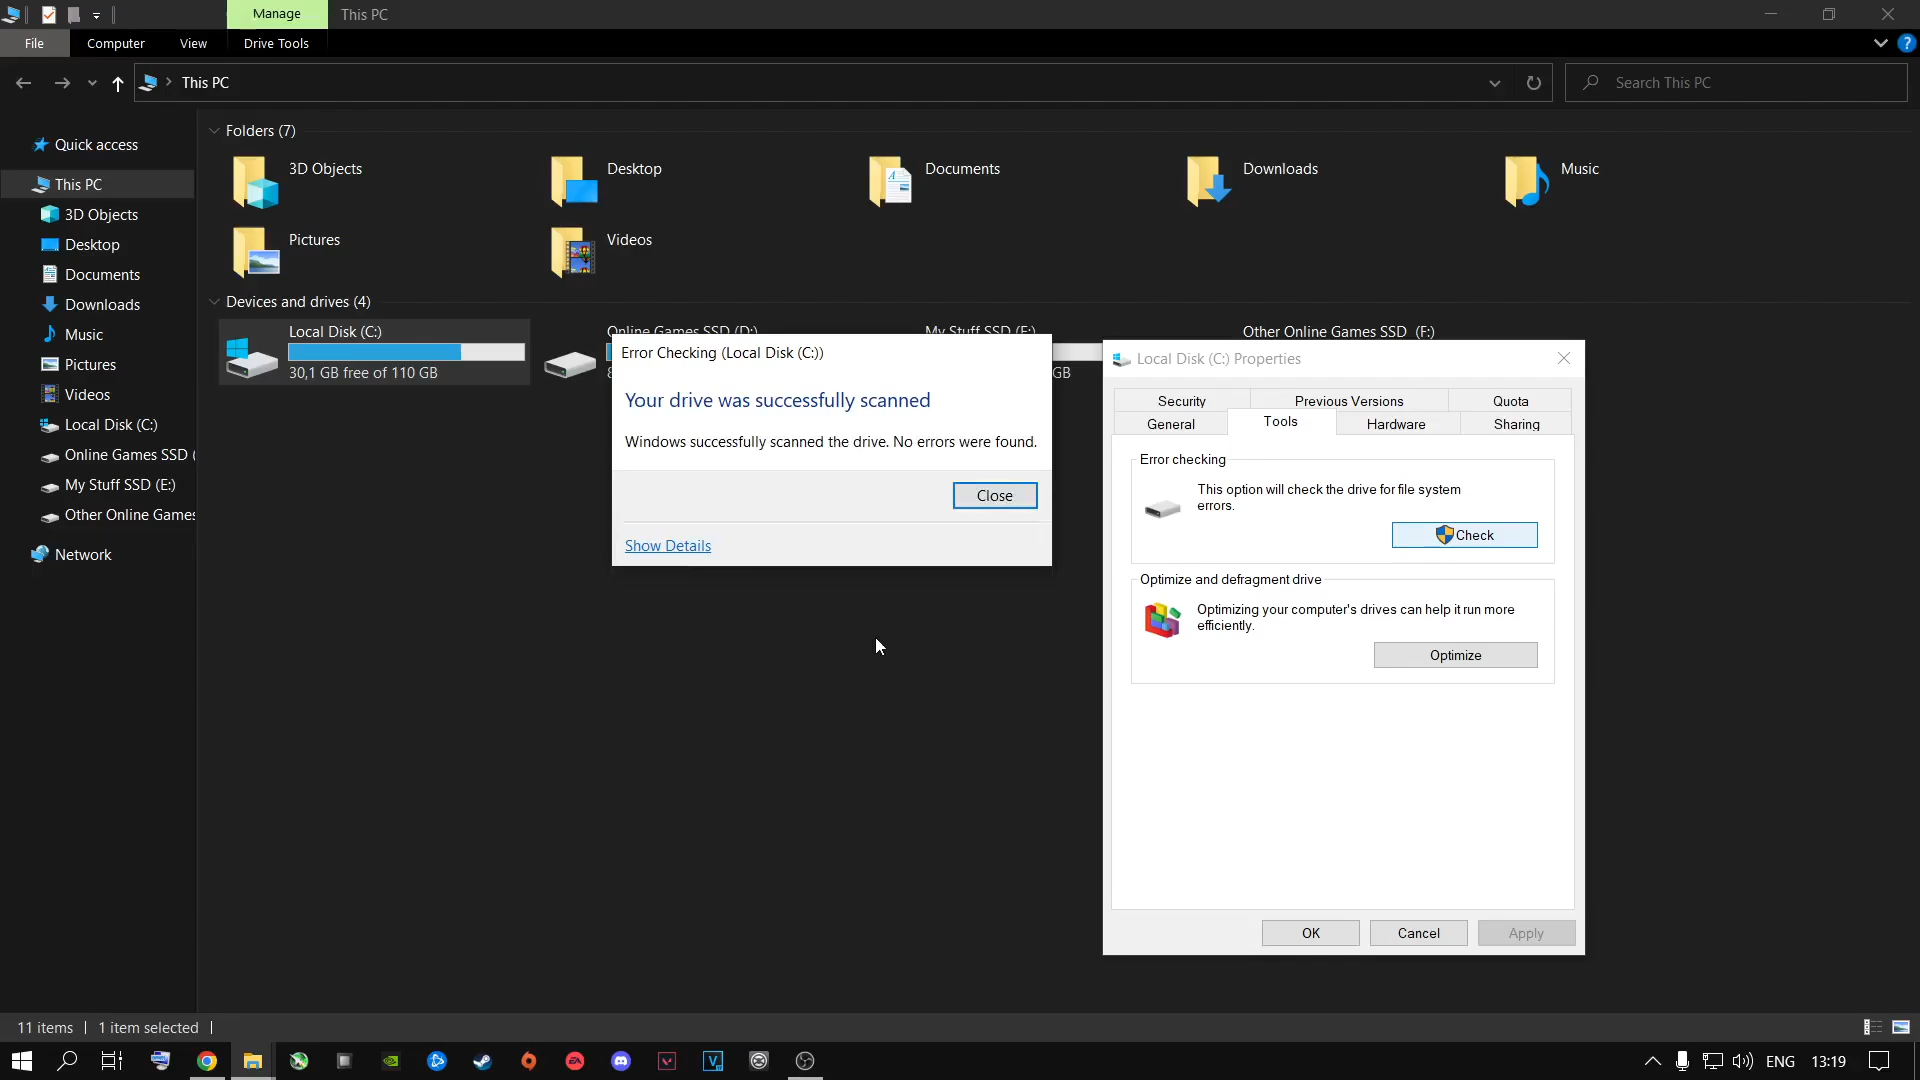 Manage
This PC
File
Computer
View
Drive Tools
This PC
Search This PC
Quick access
This PC
3D Objects
Desktop
Documents
Downloads
Music
Pictures
Videos
Local Disk (C:)
Online Games SSD (
My Stuff SSD (E:)
Other Online Games
Network
Folders (7)
3D Objects
Desktop
Documents
Downloads
Music
Pictures
Videos
Devices and drives (4)
Local Disk (C:)
30,1 GB free of 110 GB
Online Games SSD (D:)
My Stuff SSD (E:)
GB
Other Online Games SSD (F:)
Error Checking (Local Disk (C:))
Your drive was successfully scanned
Windows successfully scanned the drive. No errors were found.
Close
Show Details
Local Disk (C:) Properties
Security
Previous Versions
Quota
General
Tools
Hardware
Sharing
Error checking
This option will check the drive for file system
errors.
Check
Optimize and defragment drive
Optimizing your computer's drives can help it run more
efficiently.
Optimize
OK
Cancel
Apply
11 items
1 item selected
ENG
13:19